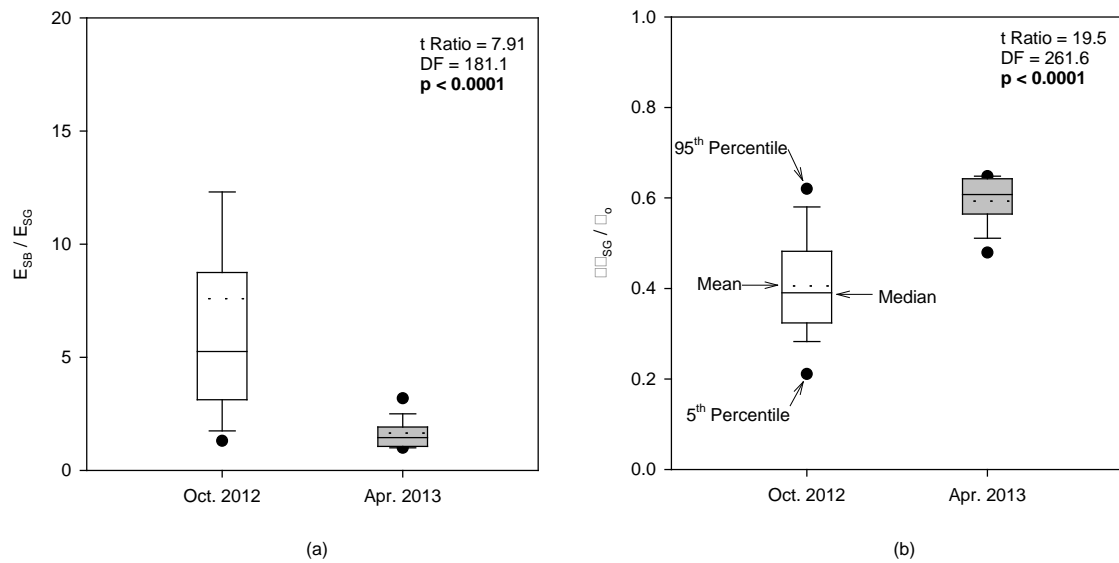 20
15
10
5
0
E_SB / E_SG
t Ratio = 7.91
DF = 181.1
p < 0.0001
Oct. 2012
Apr. 2013
(a)
1.0
0.8
0.6
0.4
0.2
0.0
□□_SG / □_o
t Ratio = 19.5
DF = 261.6
p < 0.0001
95th Percentile
Mean
Median
5th Percentile
Oct. 2012
Apr. 2013
(b)